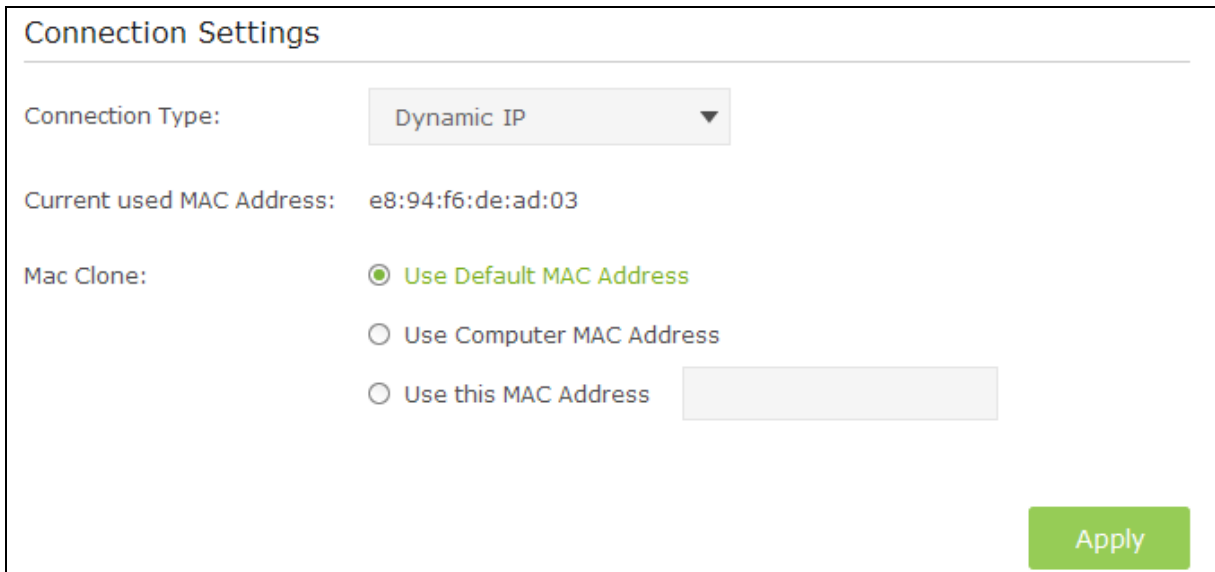 Connection Settings
Connection Type: Dynamic IP
Current used MAC Address: e8:94:f6:de:ad:03
Mac Clone: Use Default MAC Address
Use Computer MAC Address
Use this MAC Address
Apply